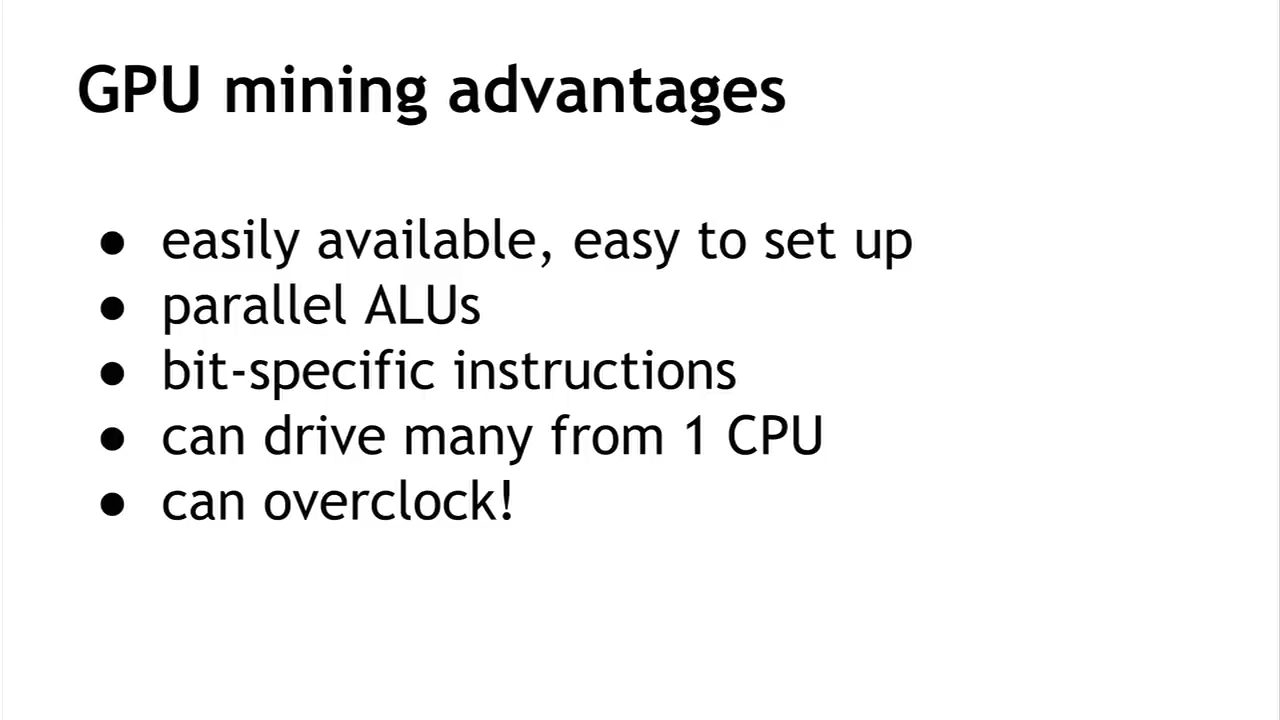 GPU mining advantages
● easily available, easy to set up
● parallel ALUs
● bit-specific instructions
● can drive many from 1 CPU
● can overclock!